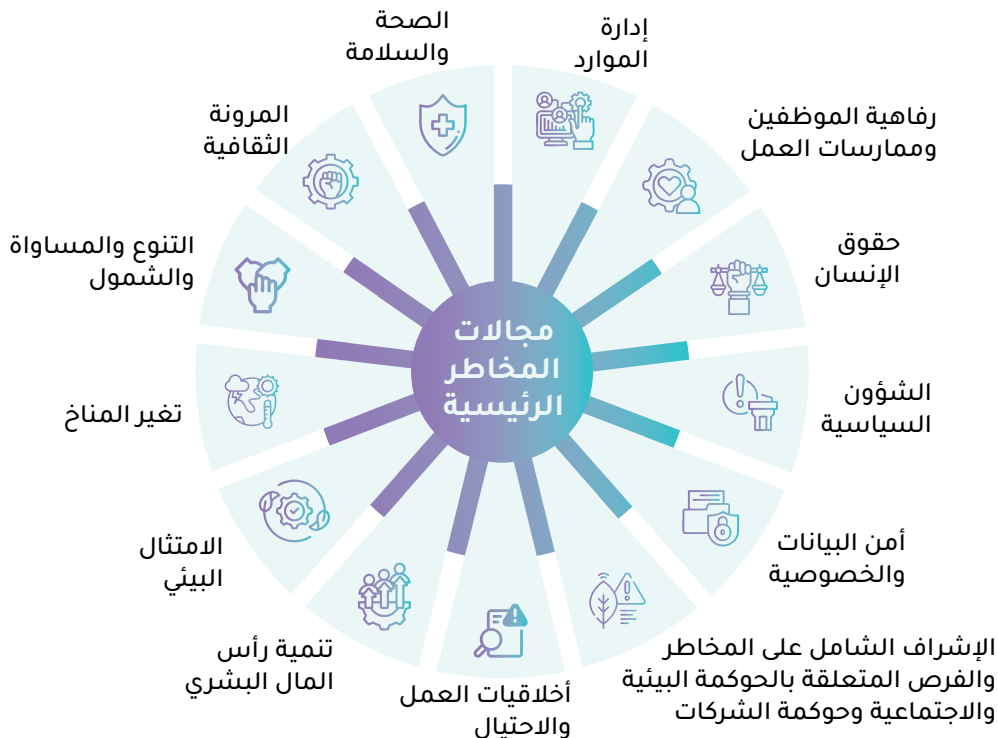 مجالات
المخاطر
الرئيسية
إدارة
الموارد
رفاهية الموظفين
وممارسات العمل
حقوق
الإنسان
الشؤون
السياسية
أمن البيانات
والخصوصية
الإشراف الشامل على المخاطر
والفرص المتعلقة بالحوكمة البيئية
والاجتماعية وحوكمة الشركات
أخلاقيات العمل
والاحتيال
تنمية رأس
المال البشري
الامتثال
البيئي
تغير المناخ
التنوع والمساواة
والشمول
المرونة
الثقافية
الصحة
والسلامة